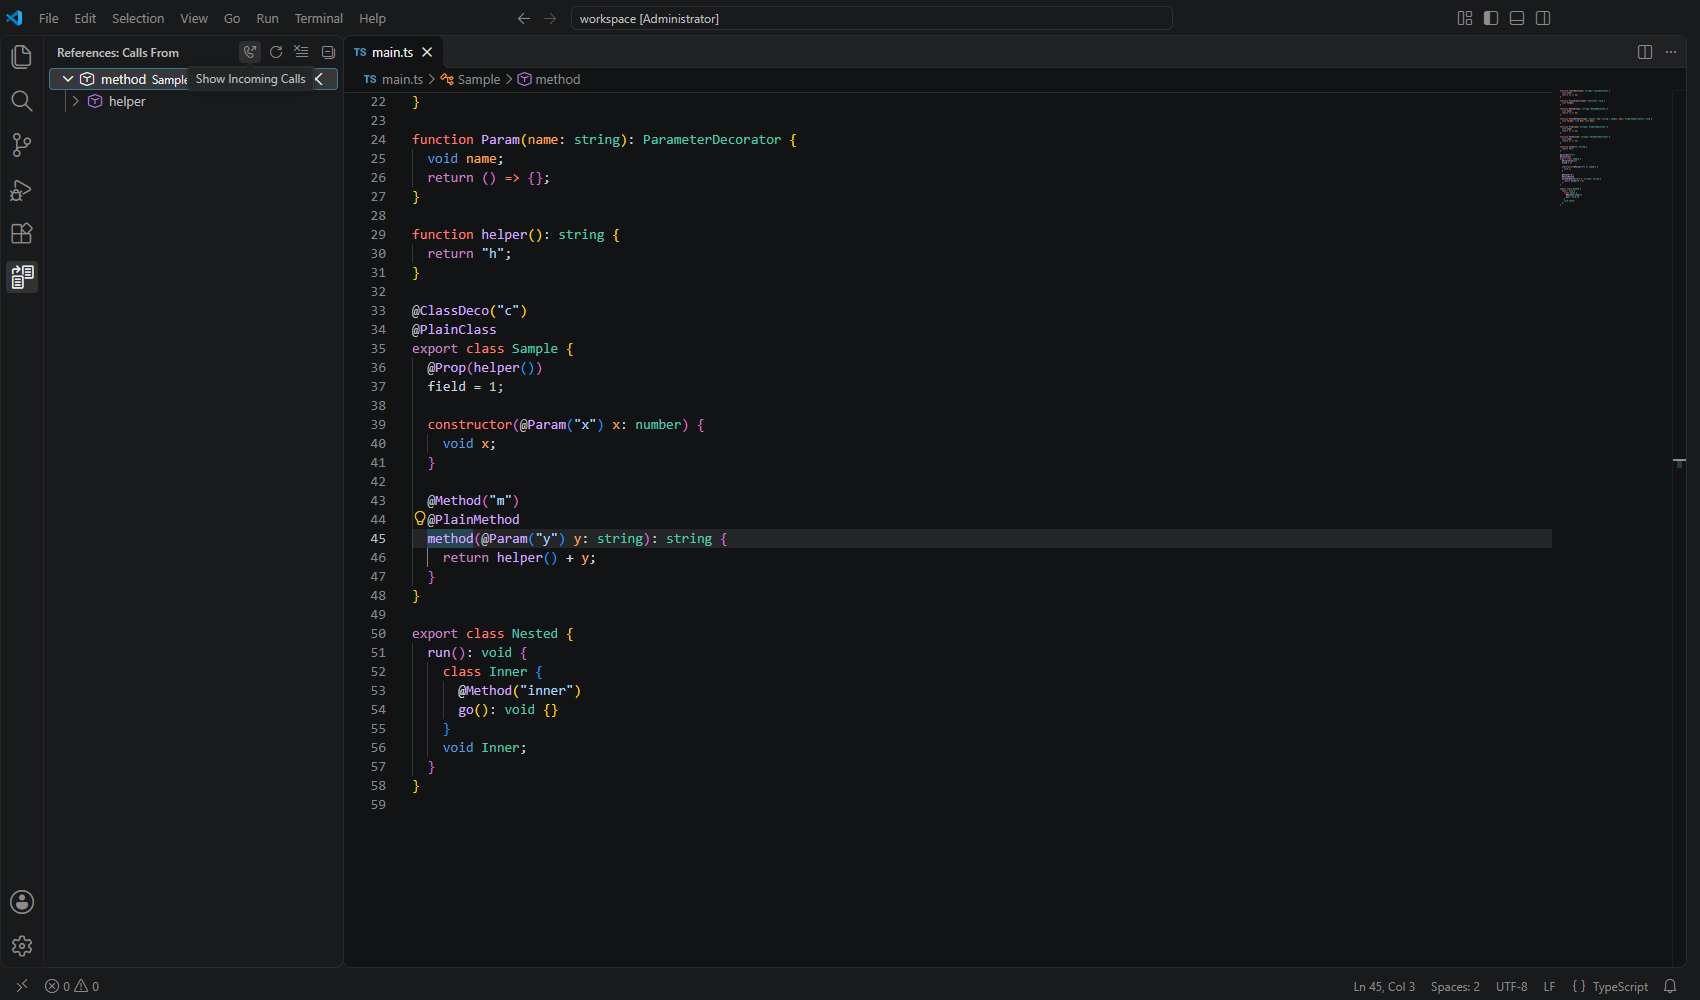 File Edit Selection View Go Run Terminal Help
workspace [Administrator]
References: Calls From
method Sample
Show Incoming Calls
helper
TS main.ts
TS main.ts > Sample > method
22 }
23
24 function Param(name: string): ParameterDecorator {
25 void name;
26 return () => {};
27 }
28
29 function helper(): string {
30 return "h";
31 }
32
33 @ClassDeco("c")
34 @PlainClass
35 export class Sample {
36 @Prop(helper())
37 field = 1;
38
39 constructor(@Param("x") x: number) {
40 void x;
41 }
42
43 @Method("m")
44 @PlainMethod
45 method(@Param("y") y: string): string {
46 return helper() + y;
47 }
48 }
49
50 export class Nested {
51 run(): void {
52 class Inner {
53 @Method("inner")
54 go(): void {}
55 }
56 void Inner;
57 }
58 }
59
0 0
Ln 45, Col 3 Spaces: 2 UTF-8 LF { } TypeScript